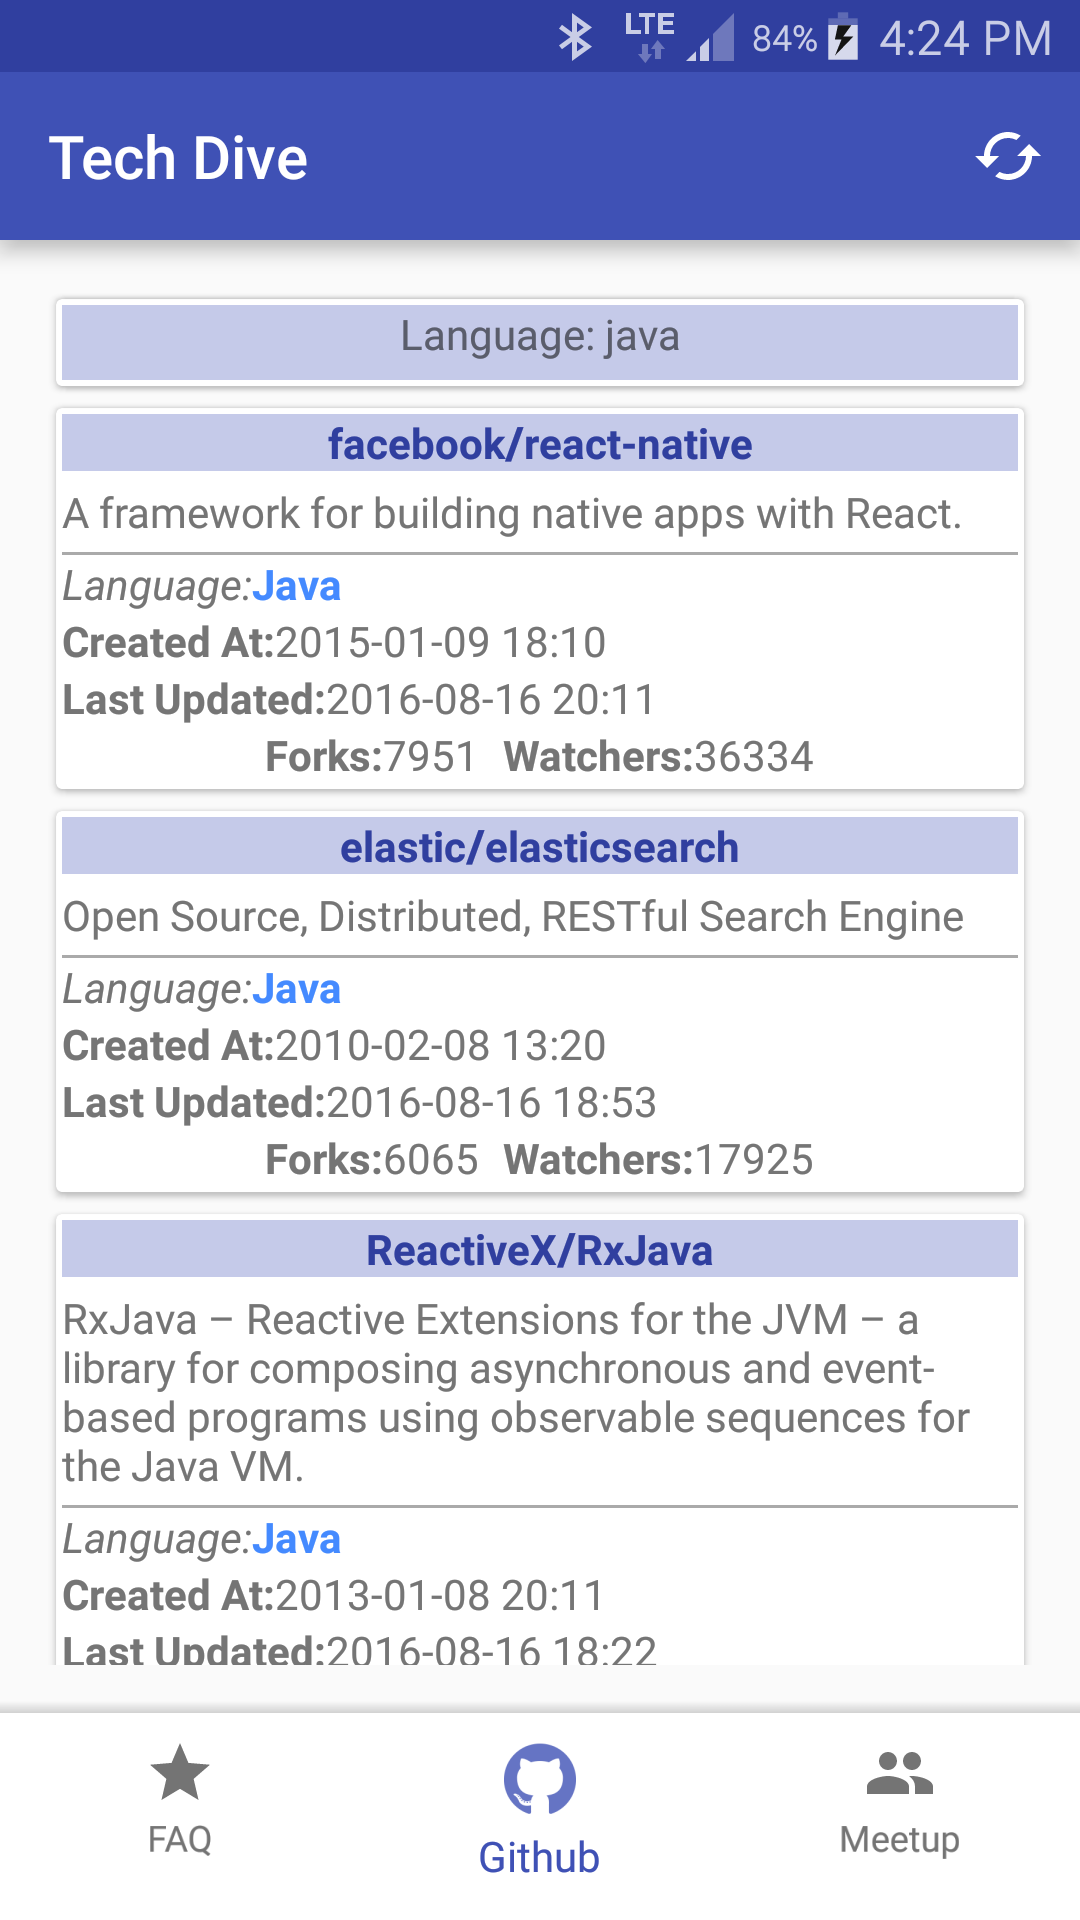 LTE 84% 4:24 PM
Tech Dive
Language: java
facebook/react-native
A framework for building native apps with React.
Language:Java
Created At:2015-01-09 18:10
Last Updated:2016-08-16 20:11
Forks:7951 Watchers:36334
elastic/elasticsearch
Open Source, Distributed, RESTful Search Engine
Language:Java
Created At:2010-02-08 13:20
Last Updated:2016-08-16 18:53
Forks:6065 Watchers:17925
ReactiveX/RxJava
RxJava – Reactive Extensions for the JVM – a
library for composing asynchronous and event-
based programs using observable sequences for
the Java VM.
Language:Java
Created At:2013-01-08 20:11
Last Updated:2016-08-16 18:22
FAQ
Github
Meetup